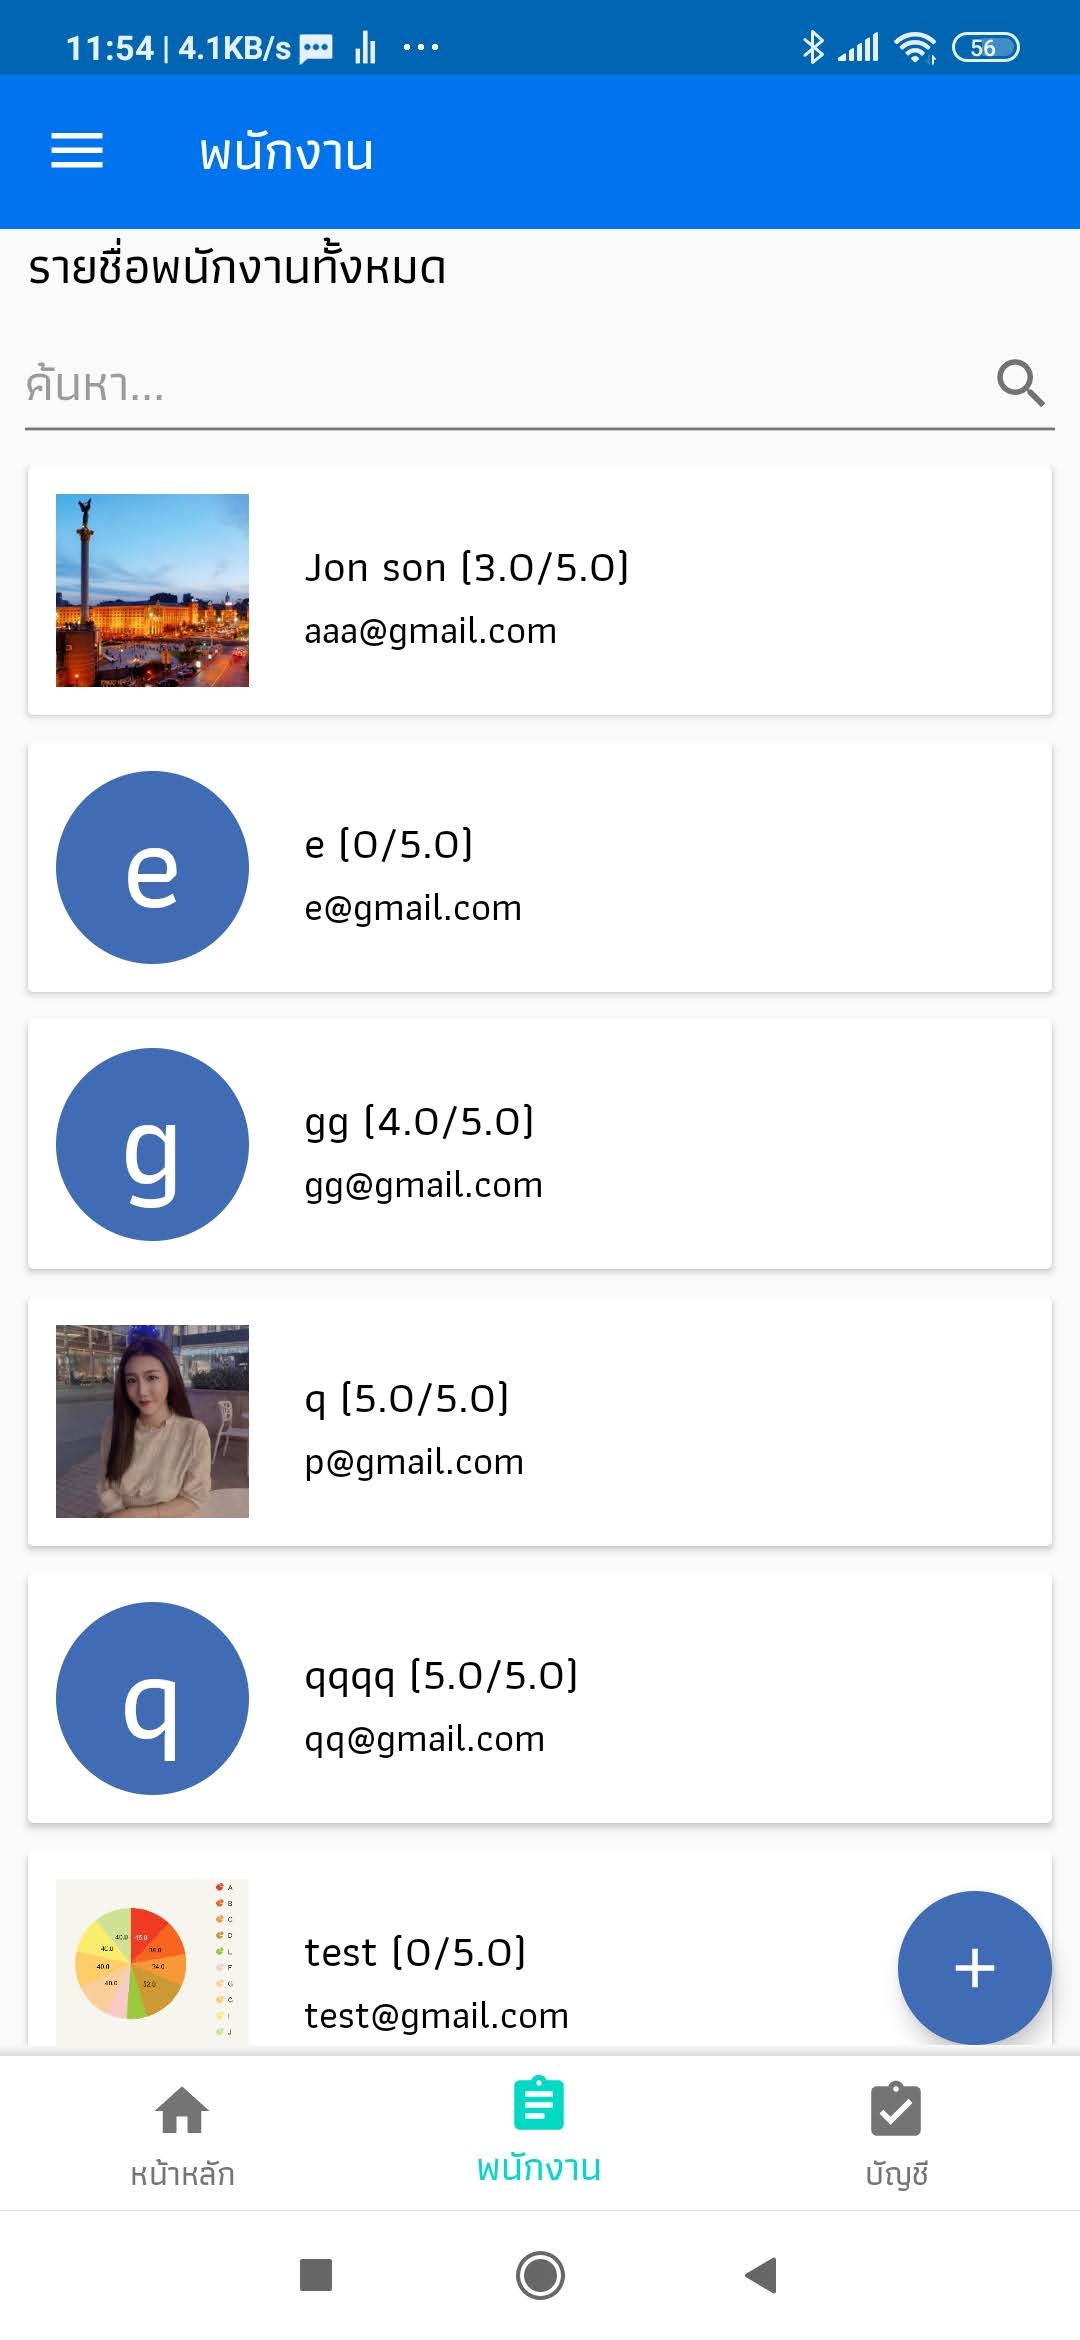 11:54 | 4.1KB/s
56
พนักงาน
รายชื่อพนักงานทั้งหมด
ค้นหา...
Jon son (3.0/5.0)
aaa@gmail.com
e
e (0/5.0)
e@gmail.com
g
gg (4.0/5.0)
gg@gmail.com
q (5.0/5.0)
p@gmail.com
q
qqqq (5.0/5.0)
qq@gmail.com
test (0/5.0)
test@gmail.com
หน้าหลัก
พนักงาน
บัญชี